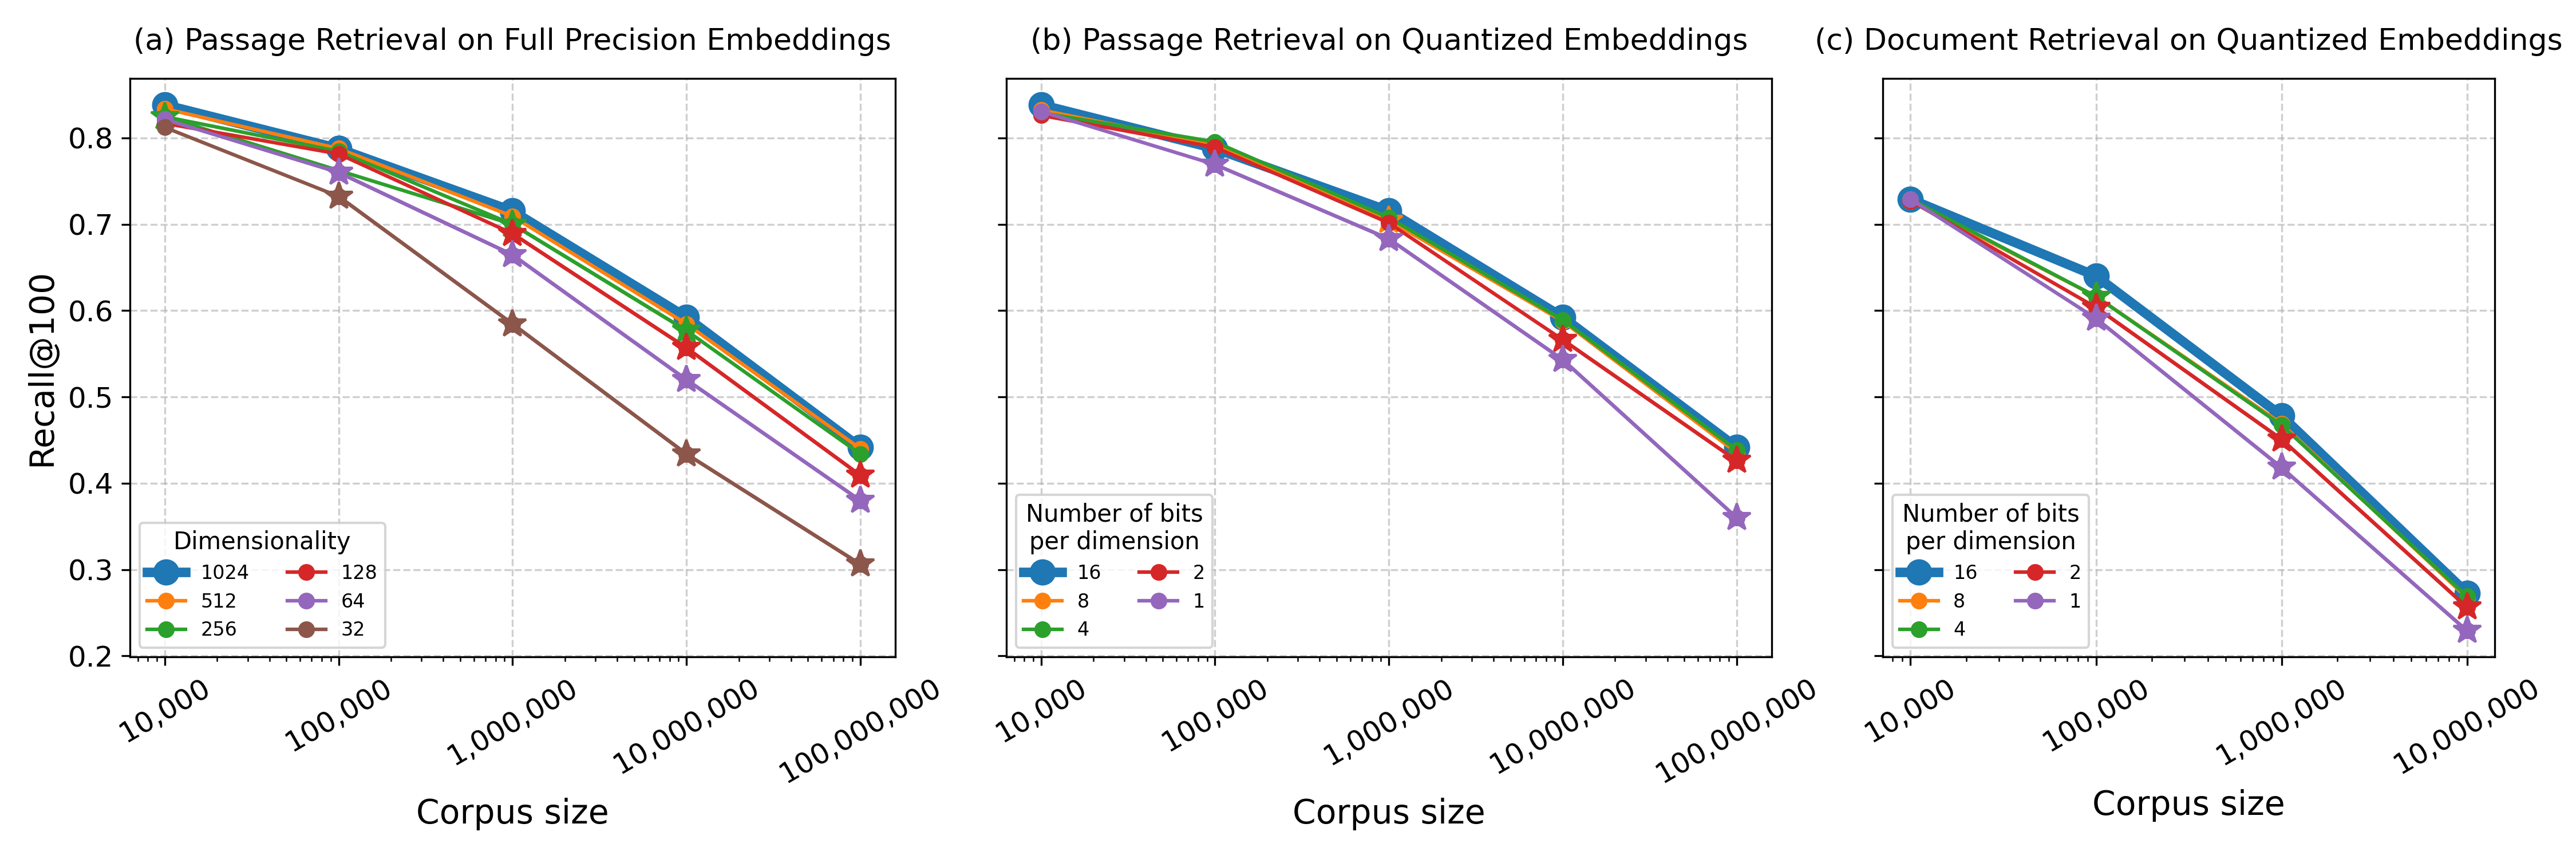 (a) Passage Retrieval on Full Precision Embeddings
Recall@100
0.8
0.7
0.6
0.5
0.4
0.3
0.2
Dimensionality
1024 128
512 64
256 32
10,000 100,000 1,000,000 10,000,000 100,000,000
Corpus size
(b) Passage Retrieval on Quantized Embeddings
Number of bits
per dimension
16 2
8 1
4
10,000 100,000 1,000,000 10,000,000 100,000,000
Corpus size
(c) Document Retrieval on Quantized Embeddings
Number of bits
per dimension
16 2
8 1
4
10,000 100,000 1,000,000 10,000,000
Corpus size